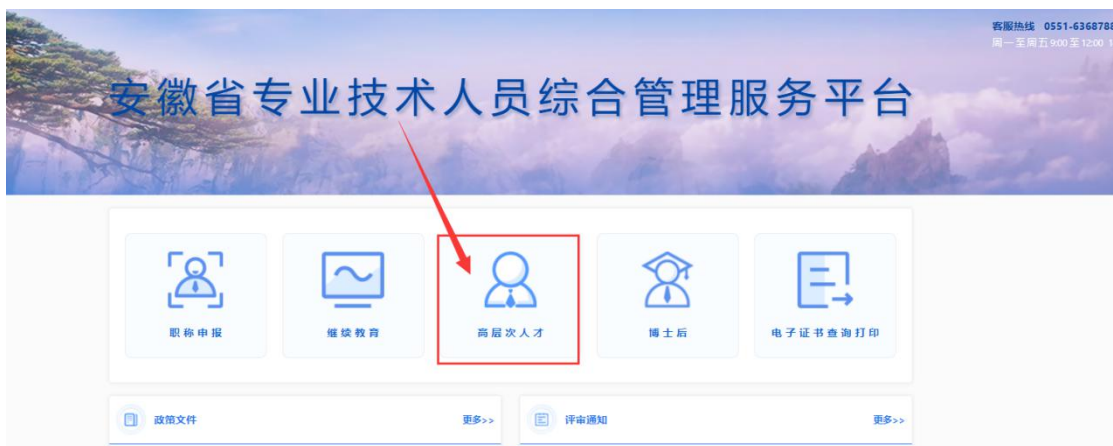 客服热线 0551-6368788
周一至周五 9:00 至 12:00 1
安徽省专业技术人员综合管理服务平台
职称申报
继续教育
高层次人才
博士后
电子证书查询打印
政策文件
更多>>
评审通知
更多>>